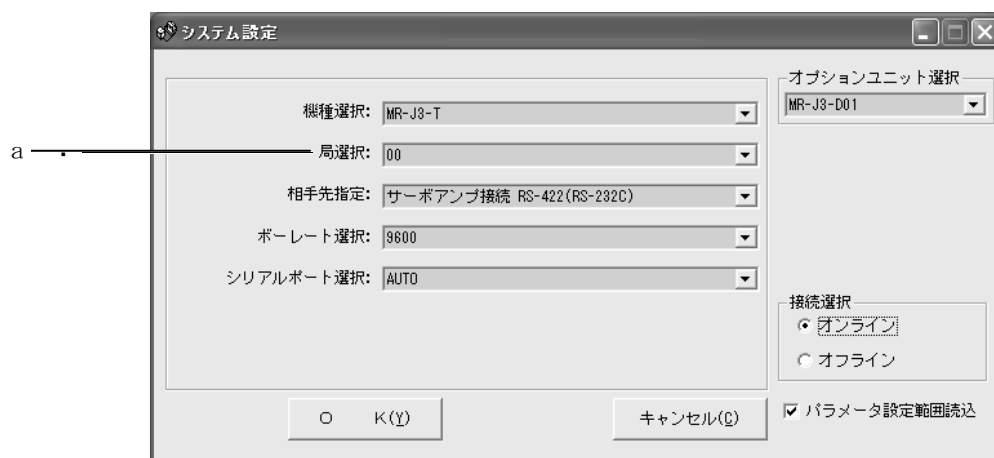 システム設定
オプションユニット選択
MR-J3-D01
機種選択: MR-J3-T
a 局選択: 00
相手先指定: サーボアンプ接続 RS-422(RS-232C)
ボーレート選択: 9600
シリアルポート選択: AUTO
接続選択
オンライン
オフライン
O K(Y) キャンセル(C) パラメータ設定範囲読込